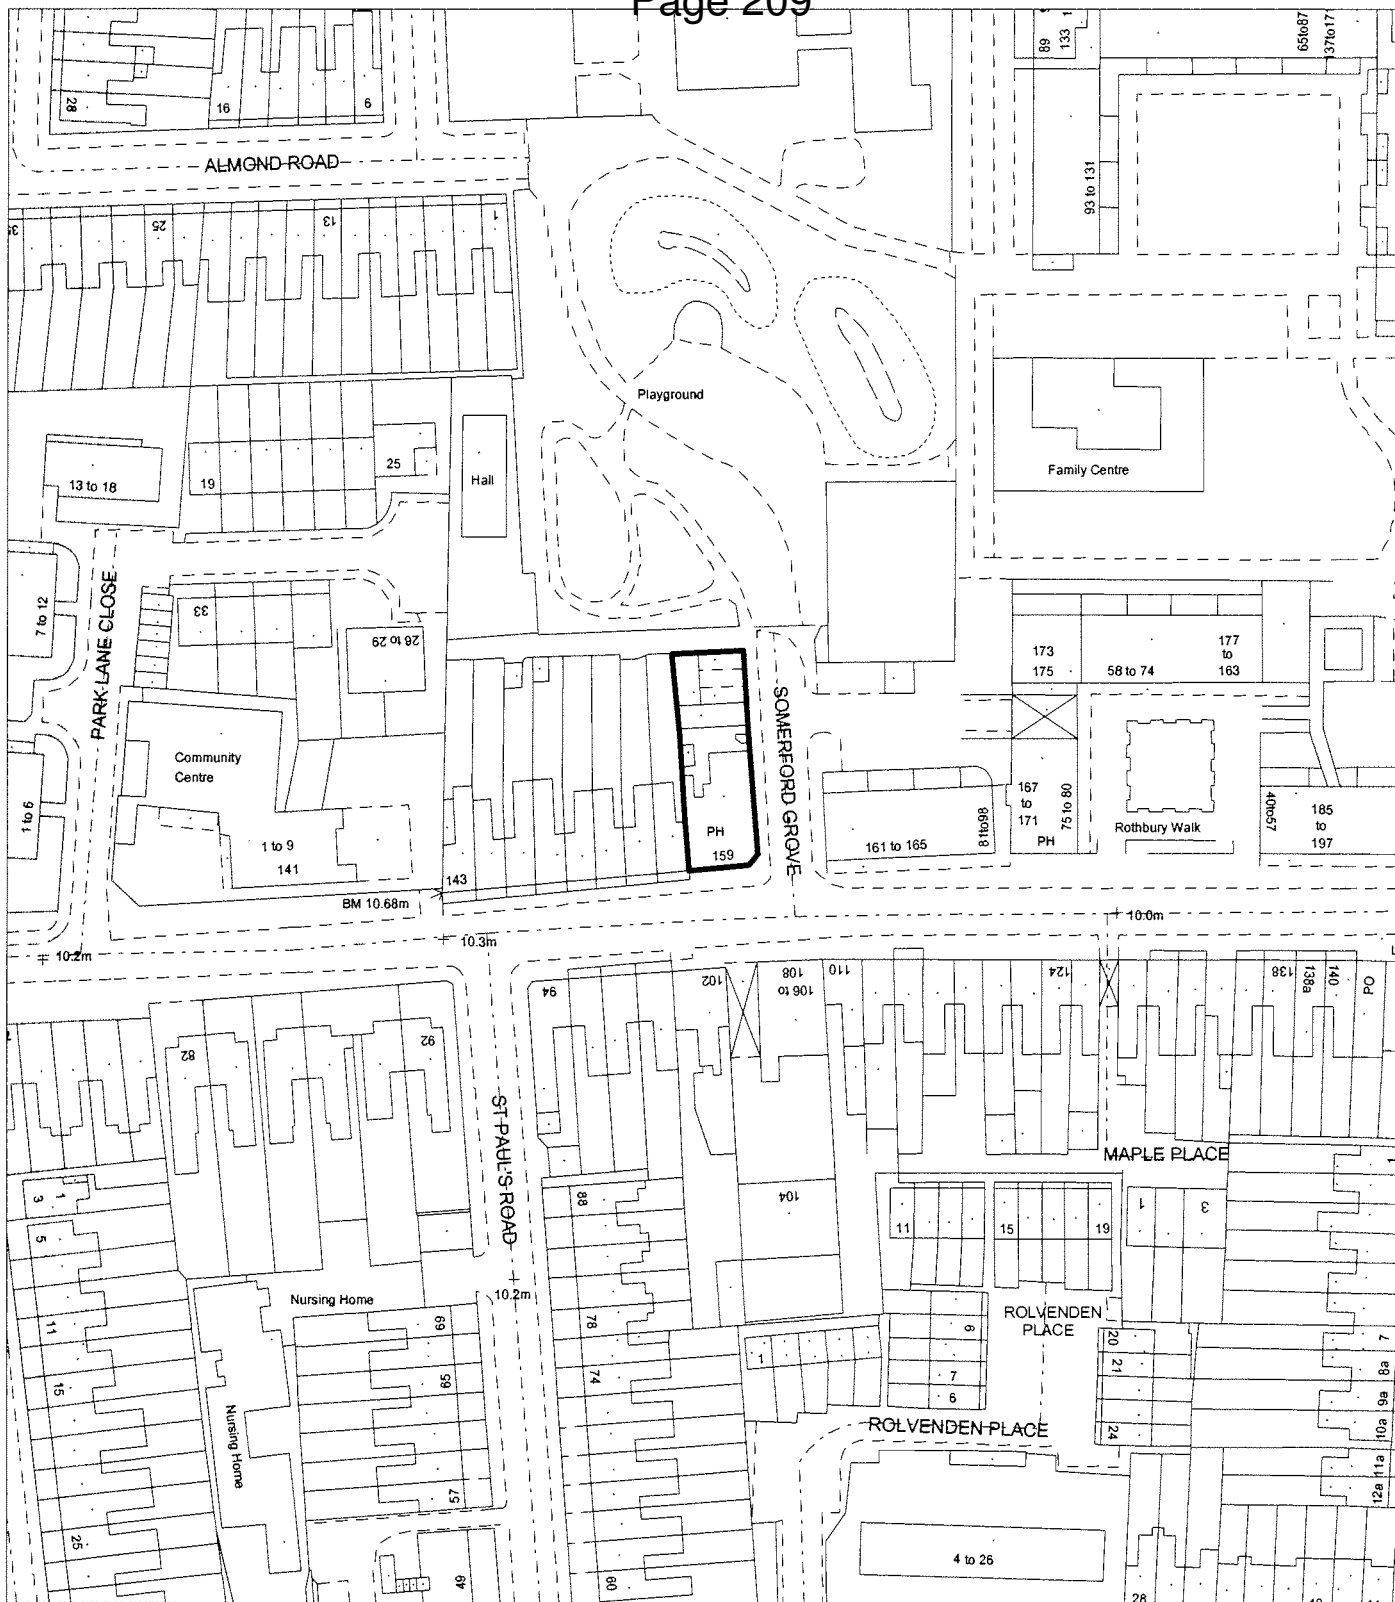 Page 209
89
133
65to87
137to171
28
16
6
ALMOND ROAD
93 to 131
25
13
1
Playground
Family Centre
13 to 18
19
25
Hall
7 to 12
PARK LANE CLOSE
33
26 to 29
173
175
58 to 74
177
to
163
SOMERFORD GROVE
Community
Centre
1 to 6
1 to 9
141
143
PH
159
161 to 165
81to98
167
to
171
PH
75 to 80
Rothbury Walk
40to57
185
to
197
BM 10.68m
10.2m
10.3m
10.0m
94
102
108
106 to
110
124
138
138a
140
PO
82
92
ST PAUL'S ROAD
MAPLE PLACE
3
1
5
88
104
11
15
19
1
3
10.2m
Nursing Home
ROLVENDEN
PLACE
11
69
78
1
9
20
7
15
65
74
7
21
8a
6
9a
Nursing Home
ROLVENDEN PLACE
24
10a
11a
57
12a
25
4 to 26
49
60
28